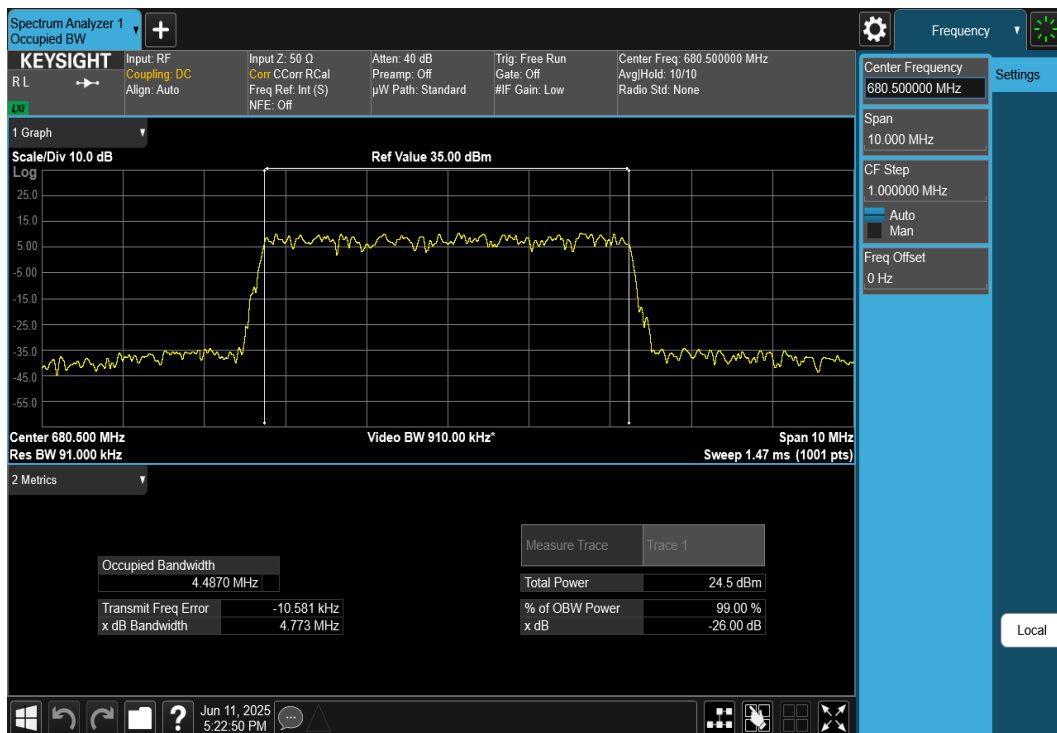 Spectrum Analyzer 1
Occupied BW
Frequency
KEYSIGHT
R L
LXI
Input: RF
Coupling: DC
Align: Auto
Input Z: 50 Ω
Corr CCorr RCal
Freq Ref: Int (S)
NFE: Off
Atten: 40 dB
Preamp: Off
µW Path: Standard
Trig: Free Run
Gate: Off
#IF Gain: Low
Center Freq: 680.500000 MHz
Avg|Hold: 10/10
Radio Std: None
Center Frequency
680.500000 MHz
Settings
Span
10.000 MHz
CF Step
1.000000 MHz
Auto
Man
Freq Offset
0 Hz
Local
1 Graph
Scale/Div 10.0 dB
Ref Value 35.00 dBm
Log
25.0
15.0
5.00
-5.00
-15.0
-25.0
-35.0
-45.0
-55.0
Center 680.500 MHz
Video BW 910.00 kHz*
Span 10 MHz
Res BW 91.000 kHz
Sweep 1.47 ms (1001 pts)
2 Metrics
Measure Trace
Trace 1
Occupied Bandwidth
4.4870 MHz
Total Power
24.5 dBm
Transmit Freq Error
-10.581 kHz
% of OBW Power
99.00 %
x dB Bandwidth
4.773 MHz
x dB
-26.00 dB
?
Jun 11, 2025
5:22:50 PM